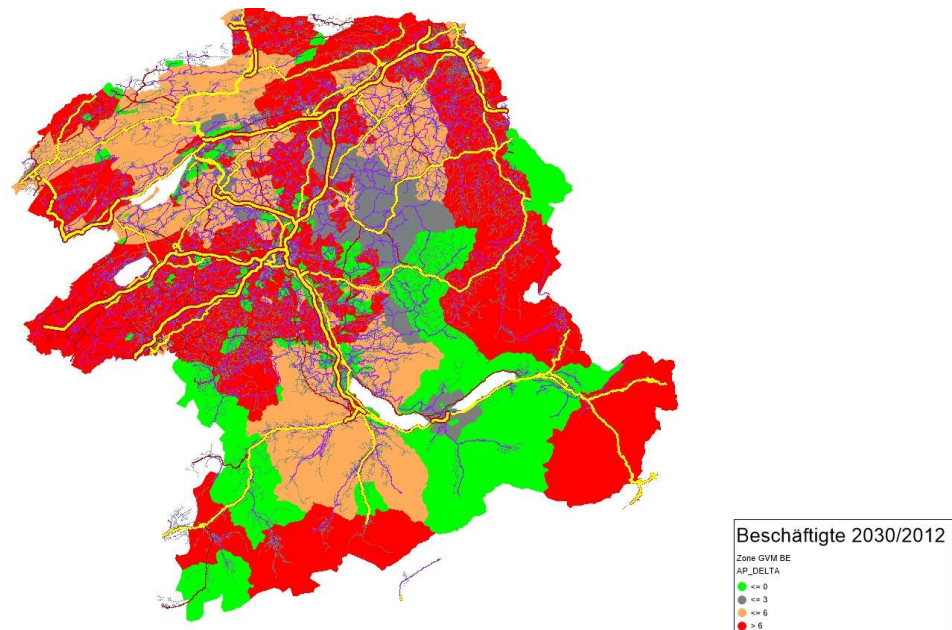 Beschäftigte 2030/2012
Zone GVM BE
AP_DELTA
<= 0
<= 3
<= 6
> 6